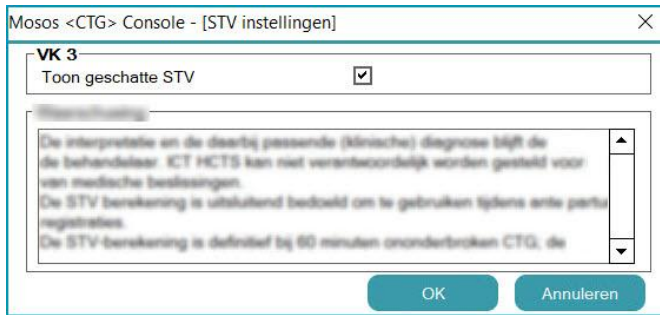 Mosos <CTG> Console - [STV instellingen]
VK 3
Toon geschatte STV
Waarschuwing
De interpretatie en de daarbij passende (klinische) diagnose blijft de
de behandelaar. ICT HCTS kan niet verantwoordelijk worden gesteld voor
van medische beslissingen.
De STV berekening is uitsluitend bedoeld om te gebruiken tijdens ante partu
registraties.
De STV-berekening is definitief bij 60 minuten ononderbroken CTG; de
OK
Annuleren